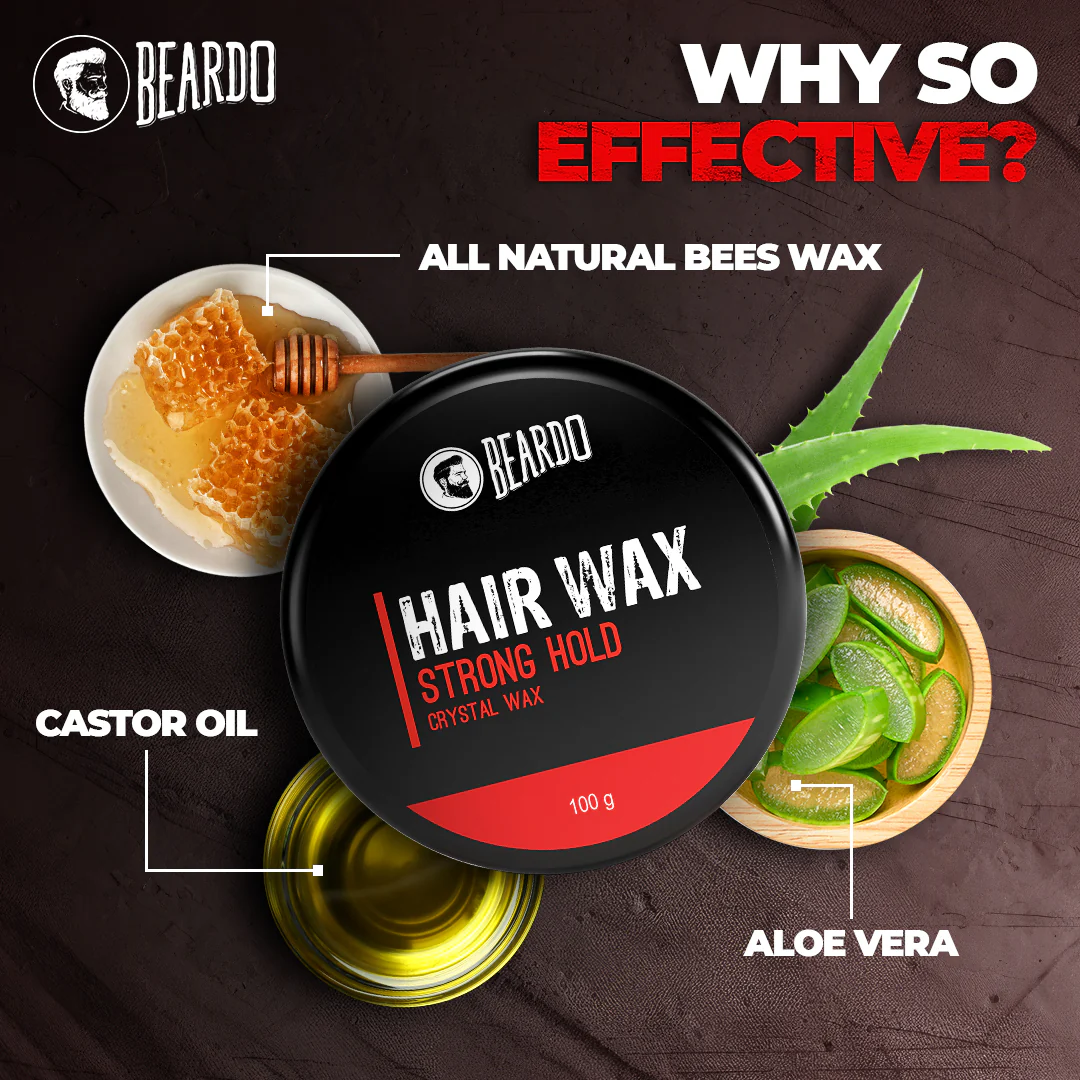 BEARDO
WHY SO
EFFECTIVE?
ALL NATURAL BEES WAX
BEARDO
HAIR WAX
STRONG HOLD
CRYSTAL WAX
100 g
CASTOR OIL
ALOE VERA